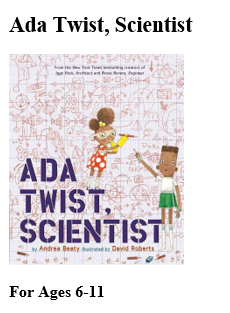 Ada Twist, Scientist
From the New York Times bestselling creators of
Iggy Peck, Architect and Rosie Revere, Engineer
ADA
TWIST,
SCIENTIST
by Andrea Beaty illustrated by David Roberts
For Ages 6-11